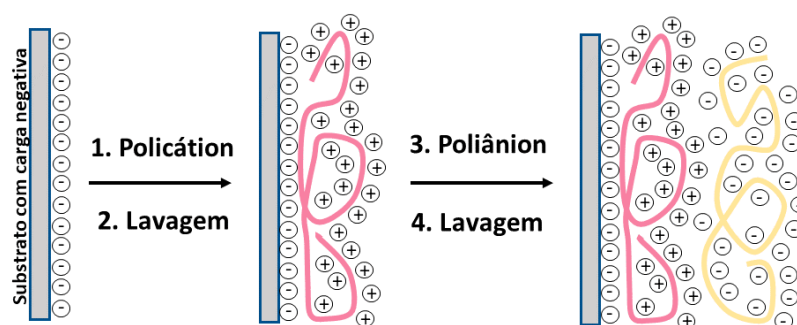 Substrato com carga negativa
1. Policátion
2. Lavagem
3. Poliânion
4. Lavagem